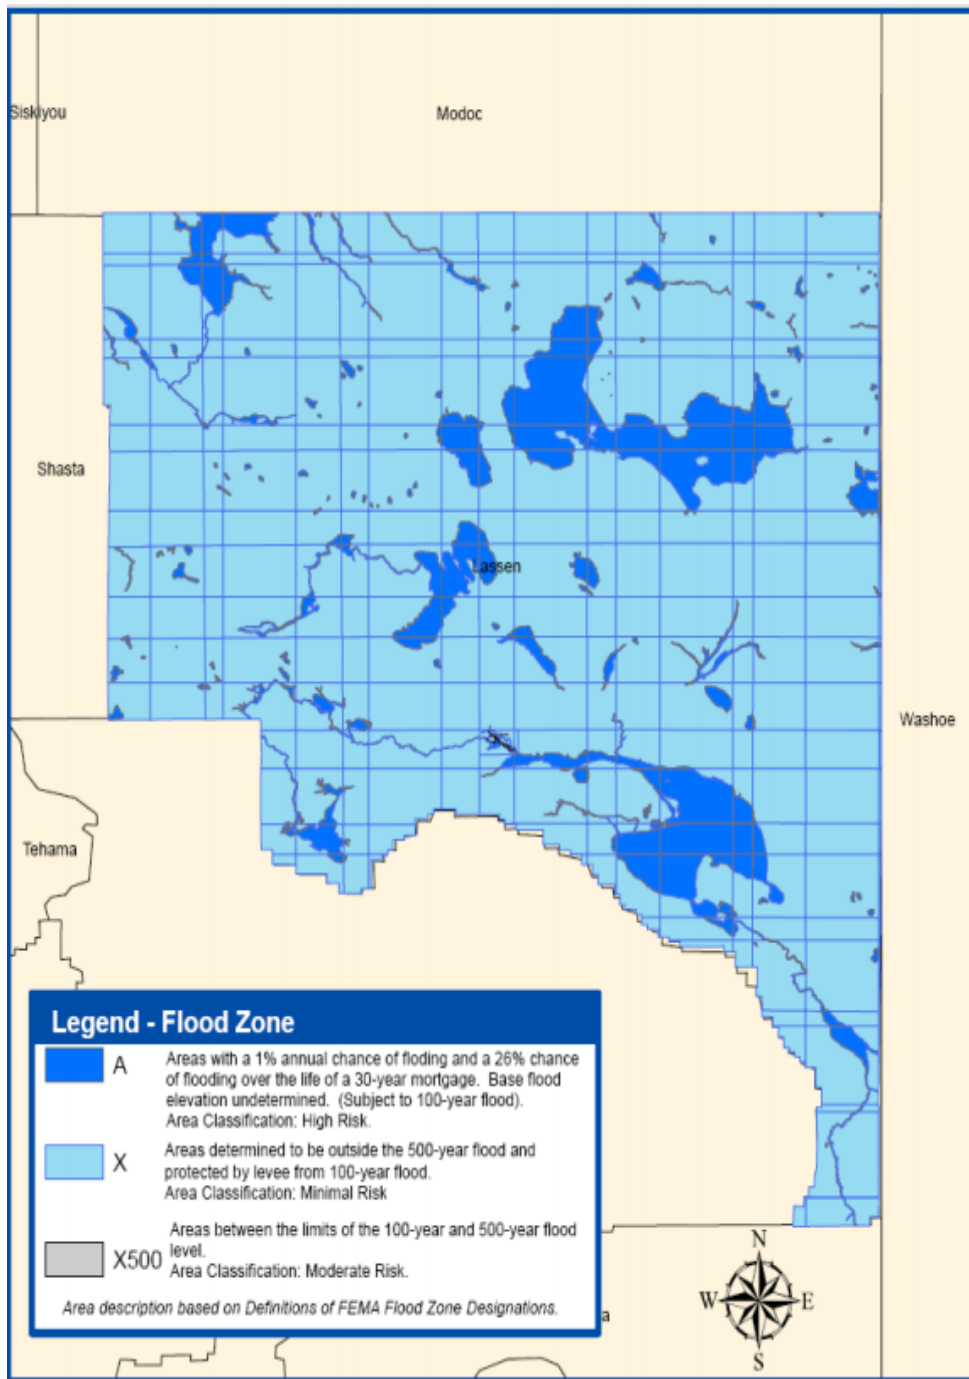 Siskiyou
Modoc
Shasta
Lassen
Washoe
Tehama
Legend - Flood Zone
A
Areas with a 1% annual chance of floding and a 26% chance
of flooding over the life of a 30-year mortgage. Base flood
elevation undetermined. (Subject to 100-year flood).
Area Classification: High Risk.
X
Areas determined to be outside the 500-year flood and
protected by levee from 100-year flood.
Area Classification: Minimal Risk
X500
Areas between the limits of the 100-year and 500-year flood
level.
Area Classification: Moderate Risk.
Area description based on Definitions of FEMA Flood Zone Designations.
a
N
W
E
S